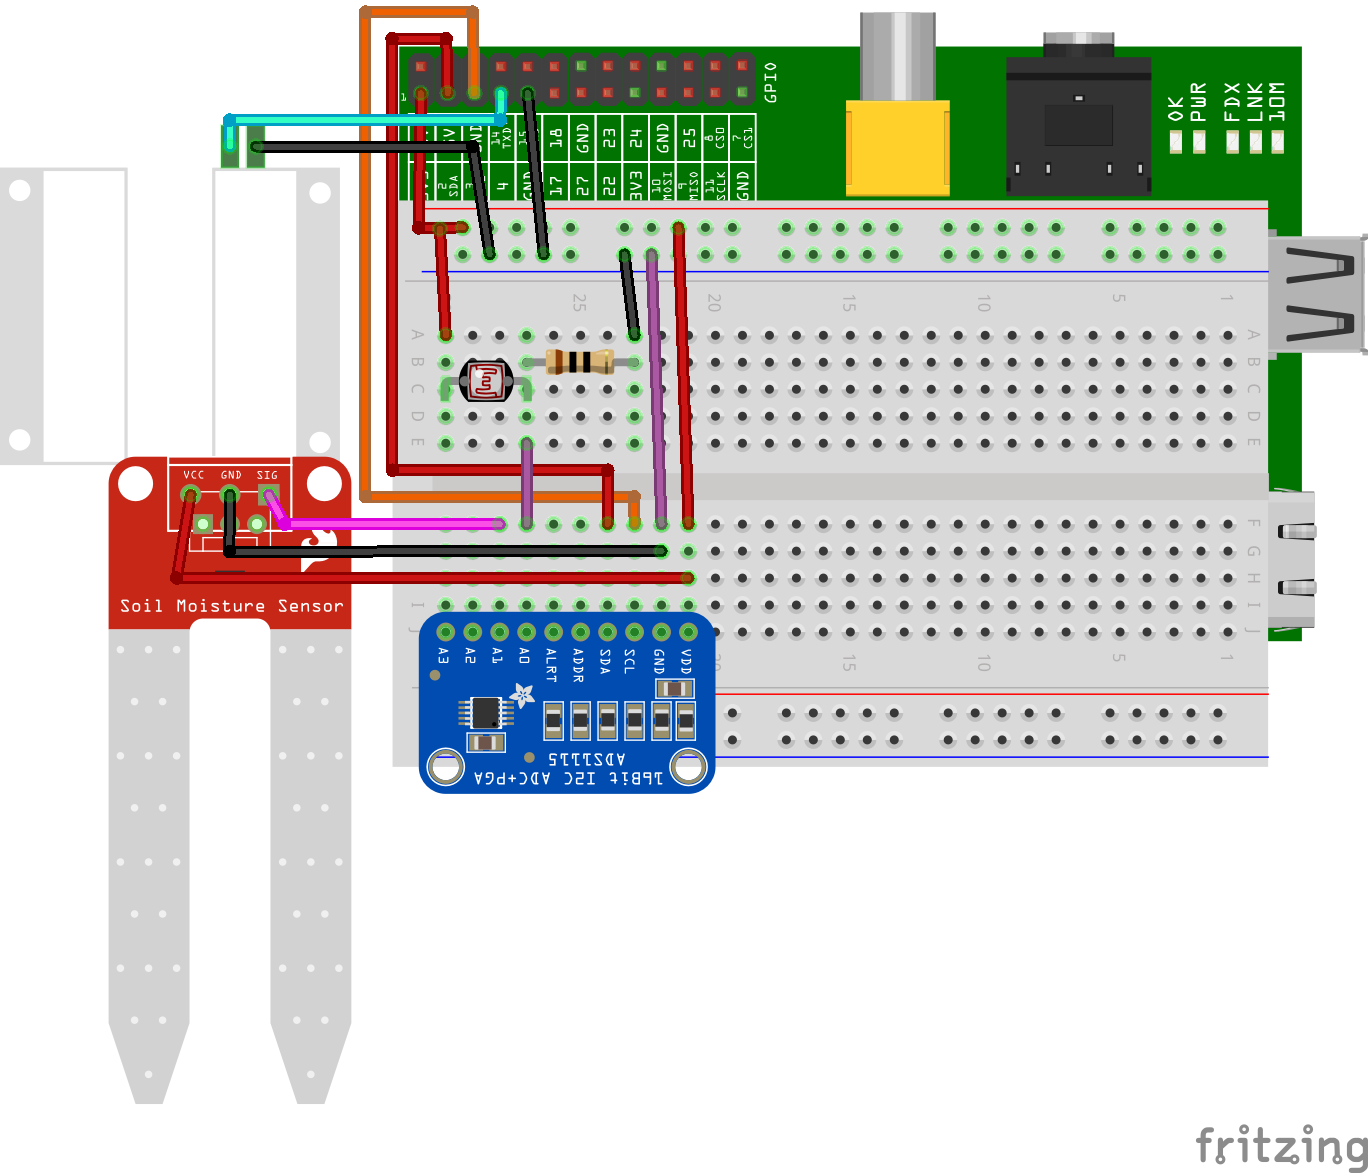 GPIO
1
OK
PWR
FDX
LNK
10M
14 TXD
15
18
GND
23
24
GND
25
8 CS0
7 CS1
2 SDA
3
4
GND
17
27
22
3V3
10 MOSI
9 MISO
11 SCLK
GND
25
20
15
10
5
1
A
A
B
B
C
C
D
D
E
E
VCC GND SIG
F
F
G
H
I
I
J
Soil Moisture Sensor
A3
A2
A1
A0
ALRT
ADDR
SDA
SCL
GND
VDD
15
10
5
1
ADS1115
16Bit I2C ADC+PGA
fritzing